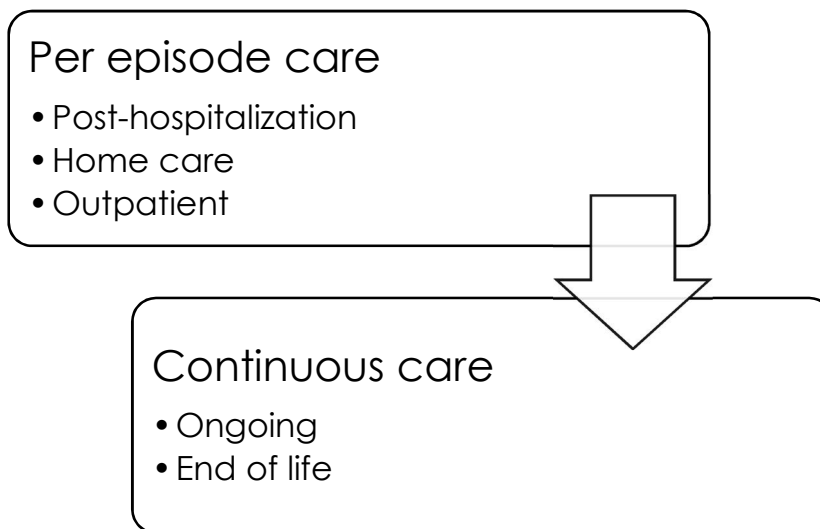 Per episode care
• Post-hospitalization
• Home care
• Outpatient
Continuous care
• Ongoing
• End of life